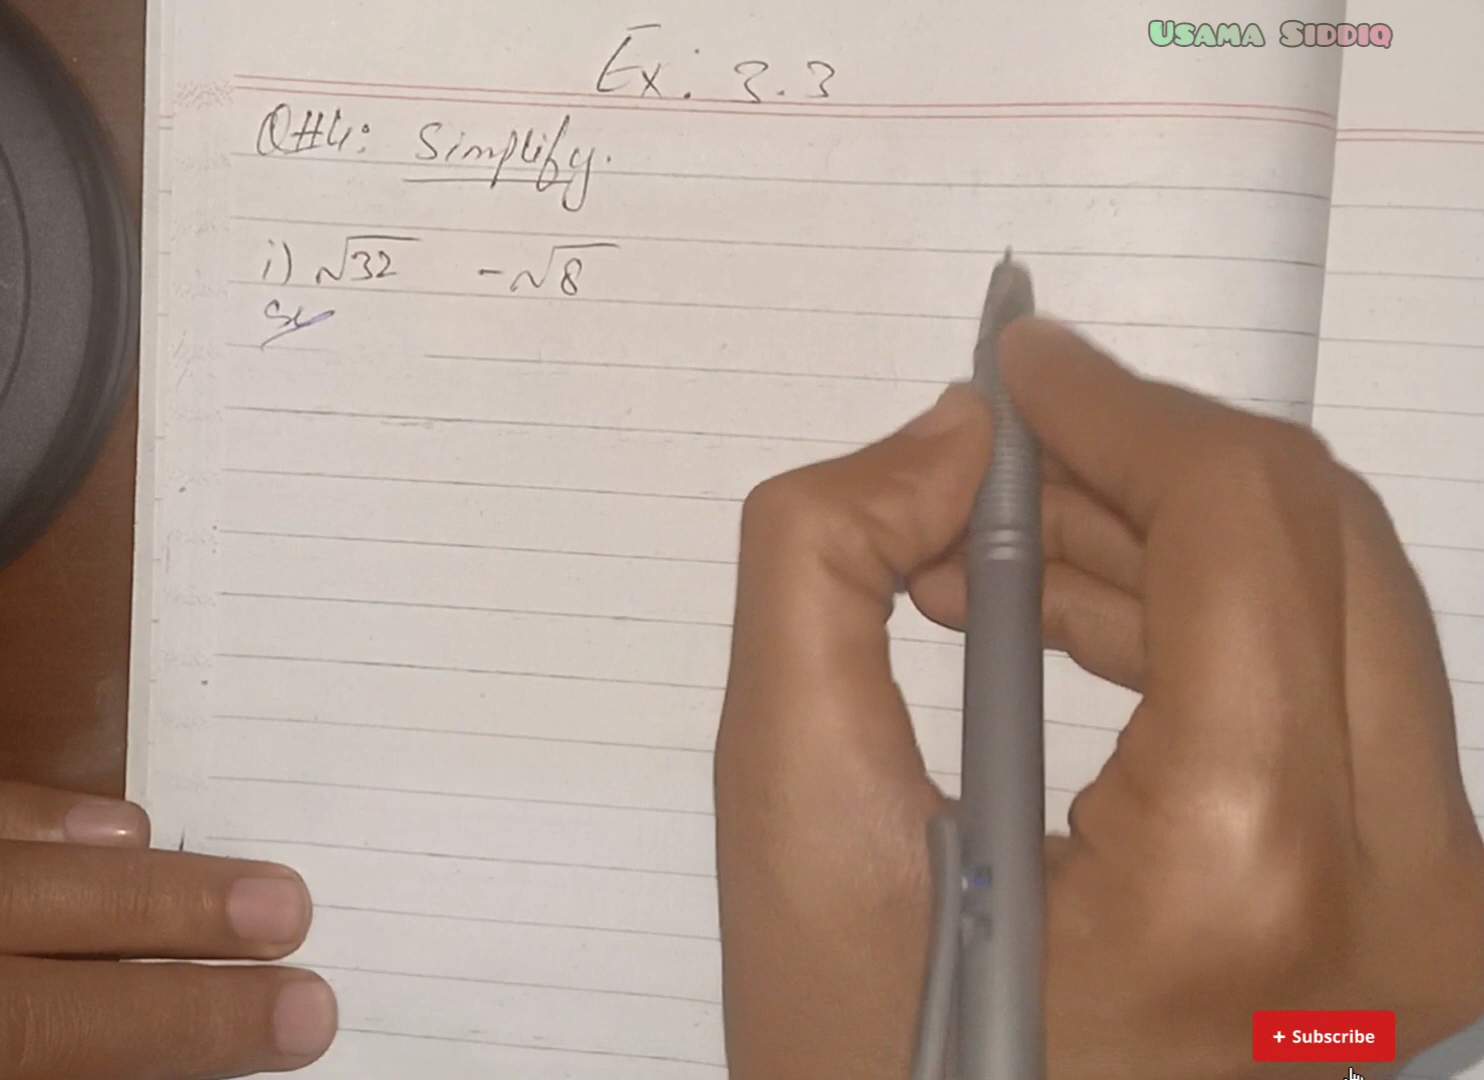 USAMA SIDDIQ
Ex: 3.3
Q#4: Simplify.
i) √32 - √8
Sol
+ Subscribe